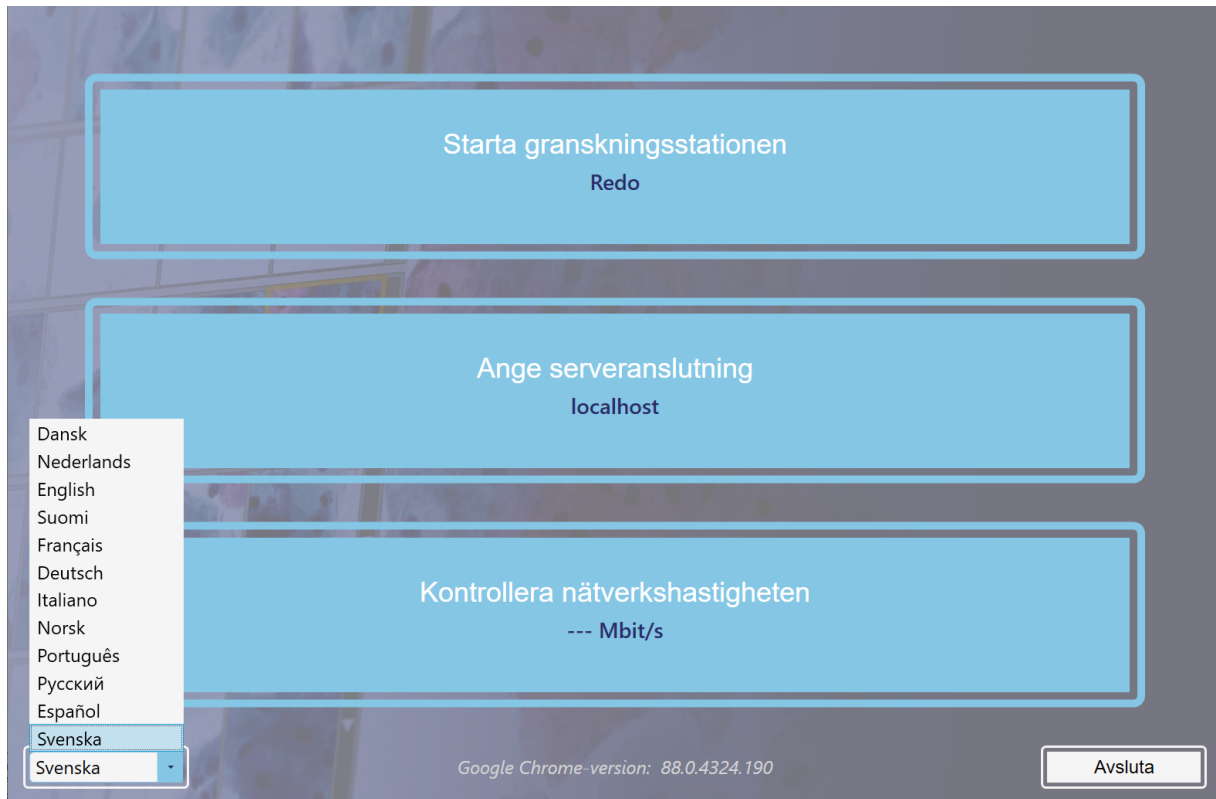 Starta granskningsstationen
Redo
Ange serveranslutning
localhost
Kontrollera nätverkshastigheten
--- Mbit/s
Dansk
Nederlands
English
Suomi
Français
Deutsch
Italiano
Norsk
Português
Русский
Español
Svenska
Svenska
Google Chrome-version: 88.0.4324.190
Avsluta